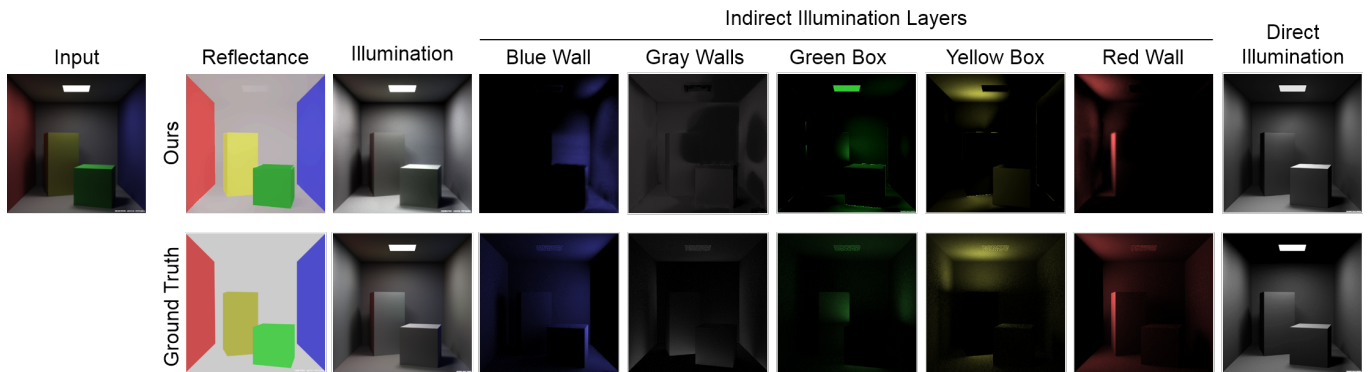 Indirect Illumination Layers
Input
Reflectance
Illumination
Blue Wall
Gray Walls
Green Box
Yellow Box
Red Wall
Direct
Illumination
Ours
Ground Truth